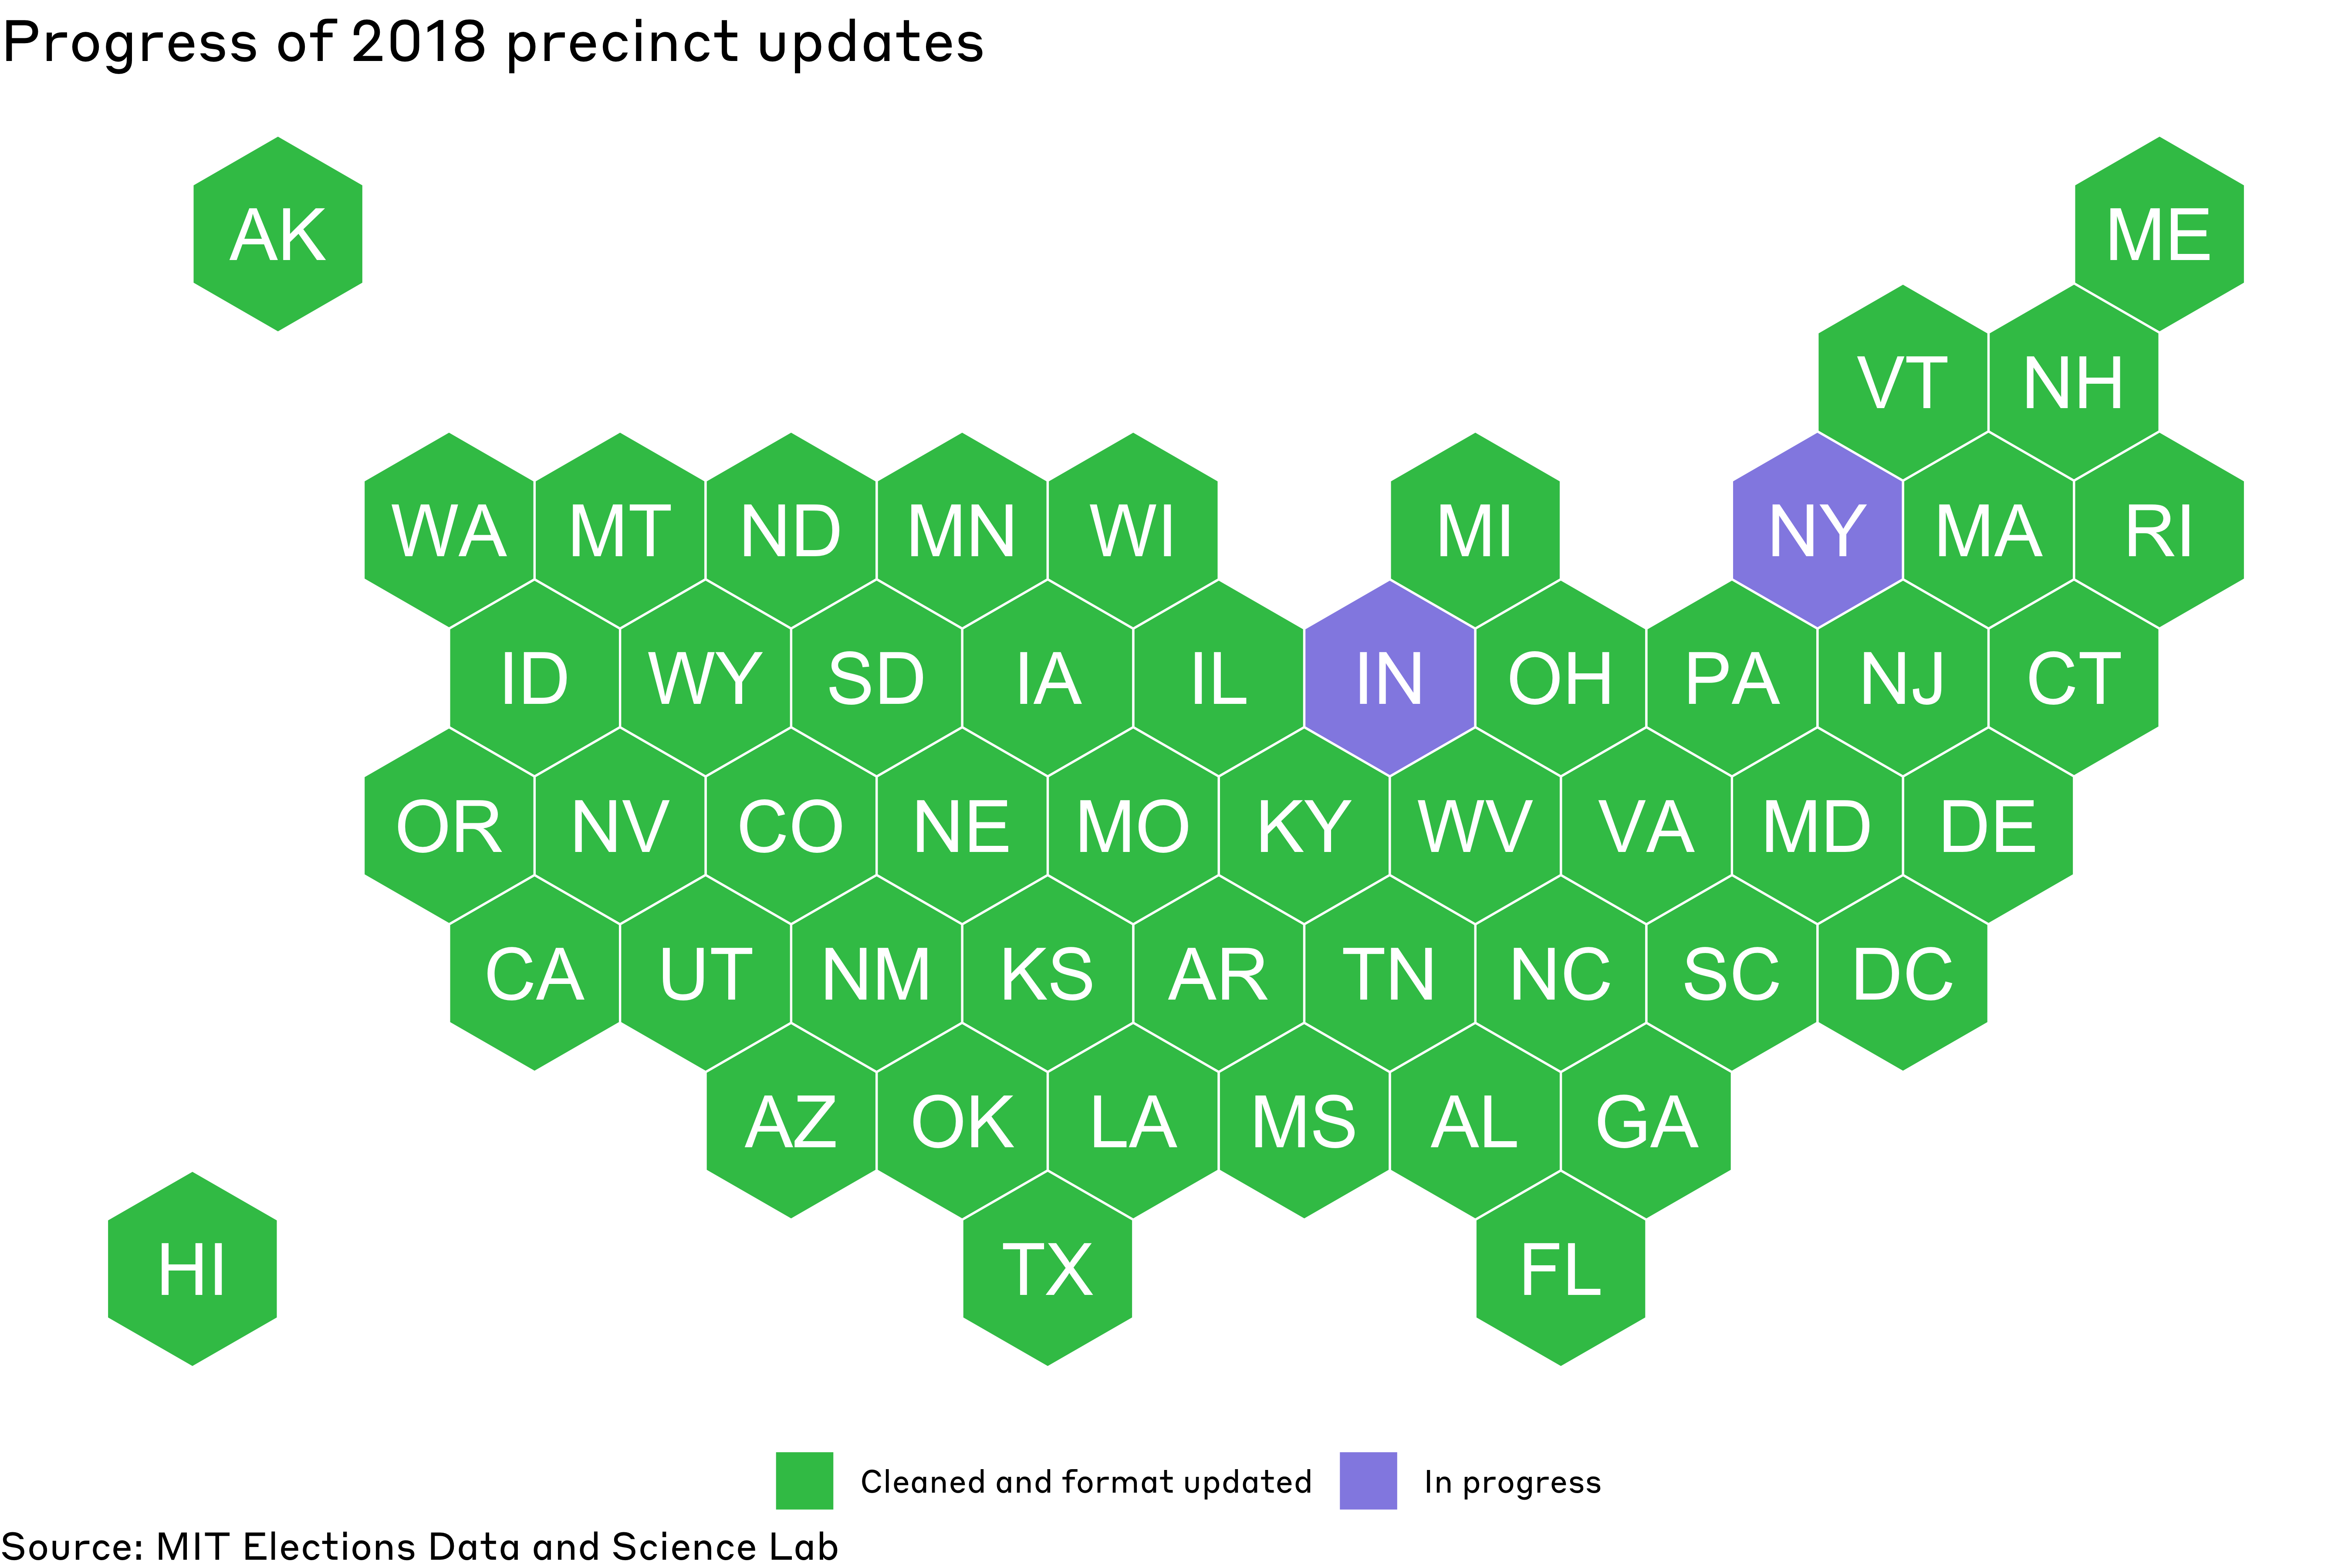 Progress of 2018 precinct updates
AK ME
VT NH
WA MT ND MN WI MI NY MA RI
ID WY SD IA IL IN OH PA NJ CT
OR NV CO NE MO KY WV VA MD DE
CA UT NM KS AR TN NC SC DC
AZ OK LA MS AL GA
HI TX FL
Cleaned and format updated In progress
Source: MIT Elections Data and Science Lab